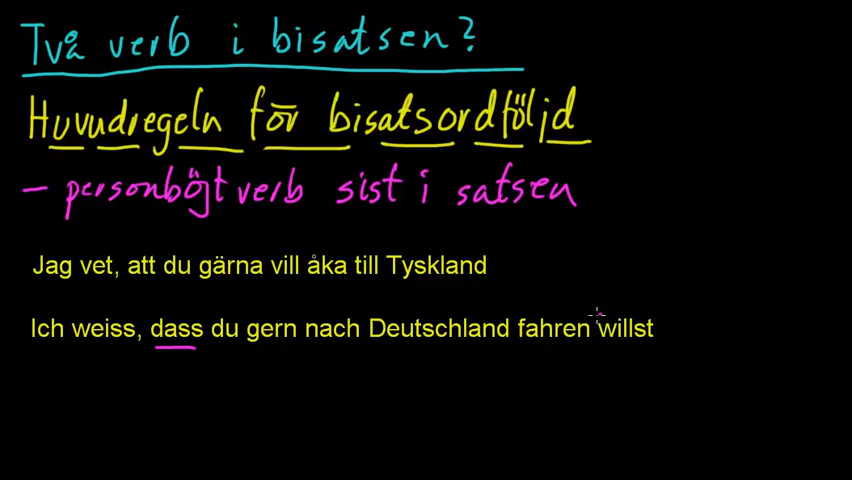 Två verb i bisatsen?
Huvudregeln för bisatsordföljd
- personböjt verb sist i satsen
Jag vet, att du gärna vill åka till Tyskland
Ich weiss, dass du gern nach Deutschland fahren willst